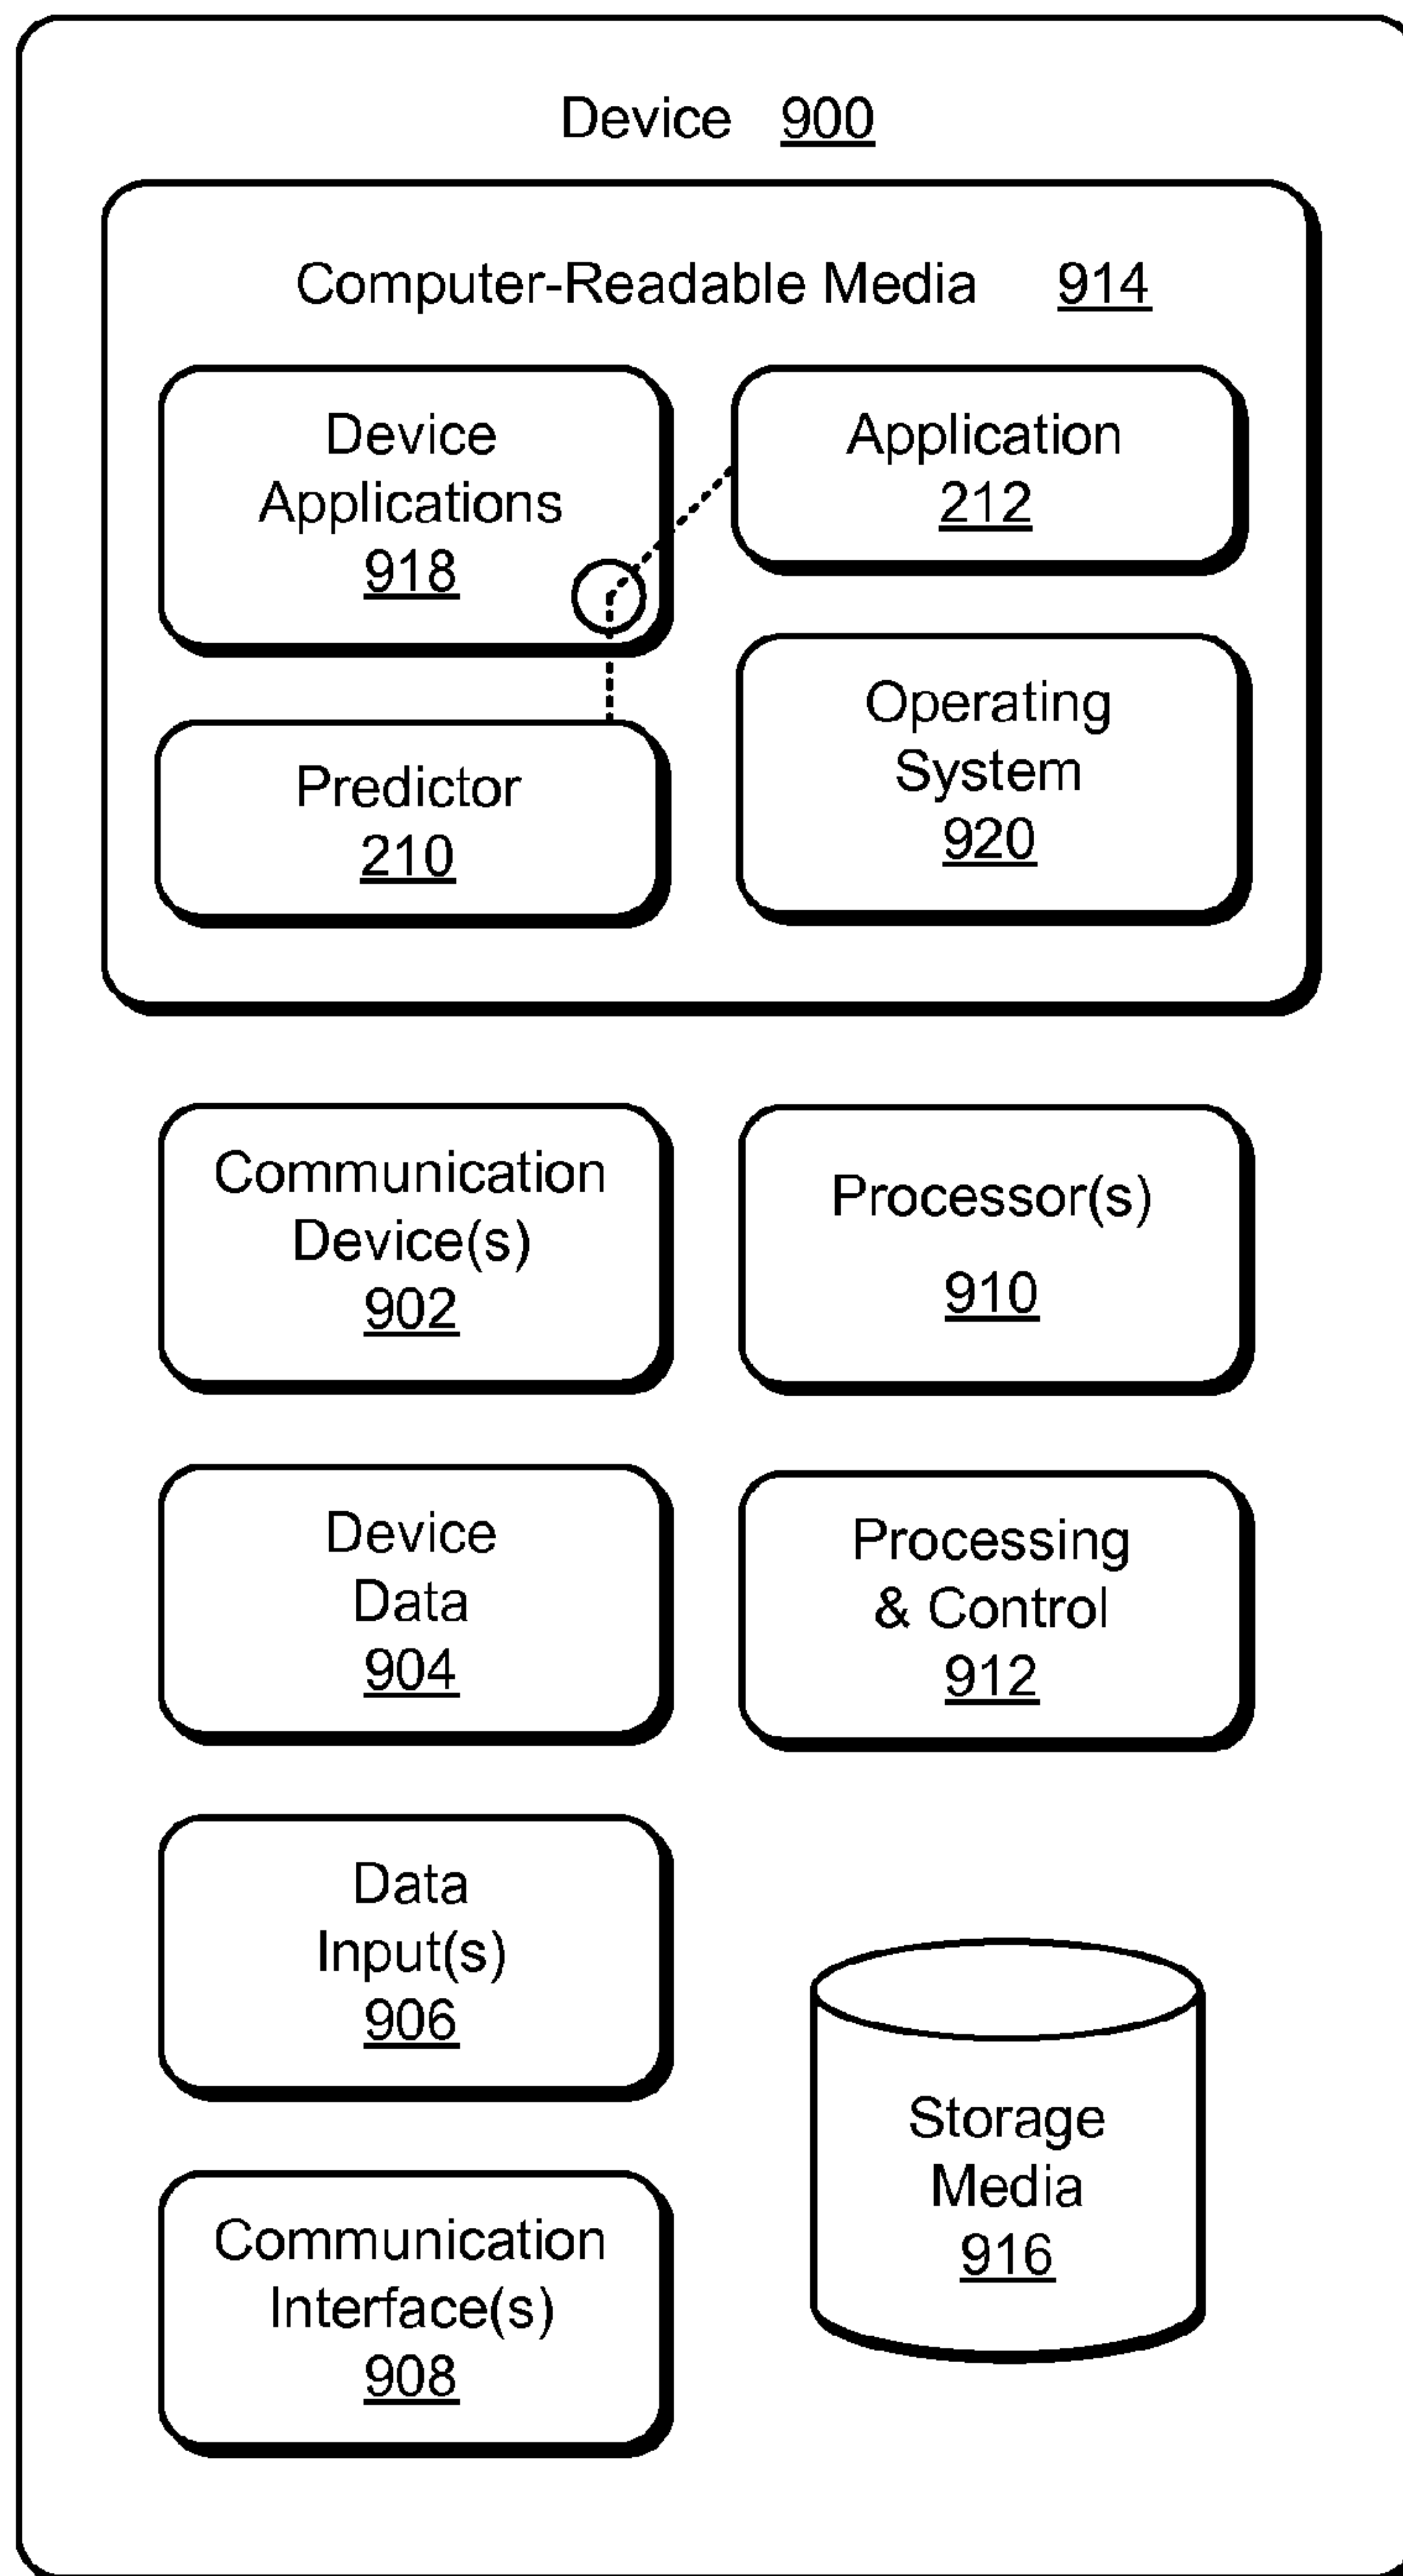 Device 900
Computer-Readable Media 914
Device
Applications
918
Application
212
Predictor
210
Operating
System
920
Communication
Device(s)
902
Processor(s)
910
Device
Data
904
Processing
& Control
912
Data
Input(s)
906
Storage
Media
916
Communication
Interface(s)
908